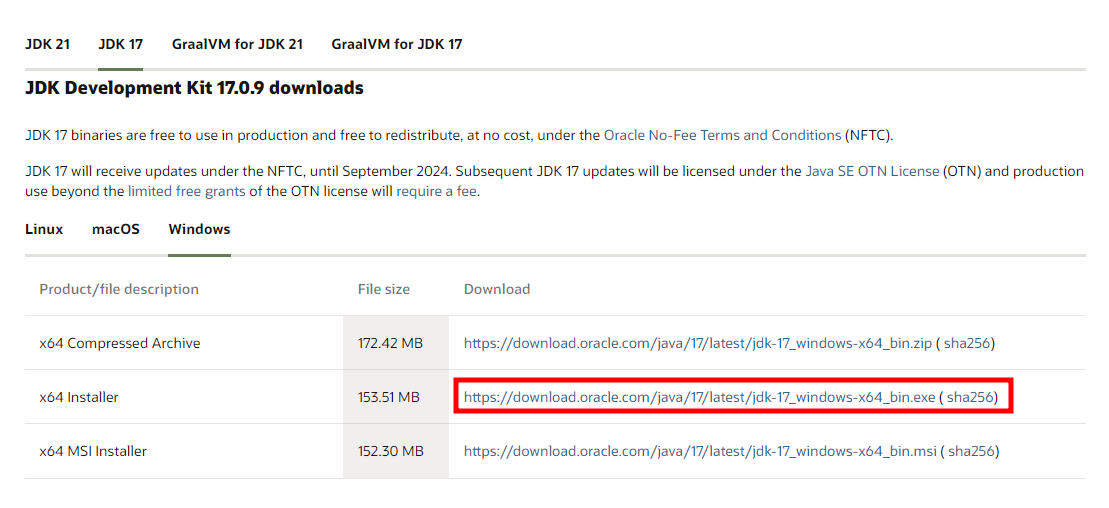 JDK 21 JDK 17 GraalVM for JDK 21 GraalVM for JDK 17
JDK Development Kit 17.0.9 downloads
JDK 17 binaries are free to use in production and free to redistribute, at no cost, under the Oracle No-Fee Terms and Conditions (NFTC).
JDK 17 will receive updates under the NFTC, until September 2024. Subsequent JDK 17 updates will be licensed under the Java SE OTN License (OTN) and production
use beyond the limited free grants of the OTN license will require a fee.
Linux macOS Windows
Product/file description File size Download
x64 Compressed Archive 172.42 MB https://download.oracle.com/java/17/latest/jdk-17_windows-x64_bin.zip ( sha256)
x64 Installer 153.51 MB https://download.oracle.com/java/17/latest/jdk-17_windows-x64_bin.exe ( sha256)
x64 MSI Installer 152.30 MB https://download.oracle.com/java/17/latest/jdk-17_windows-x64_bin.msi ( sha256)